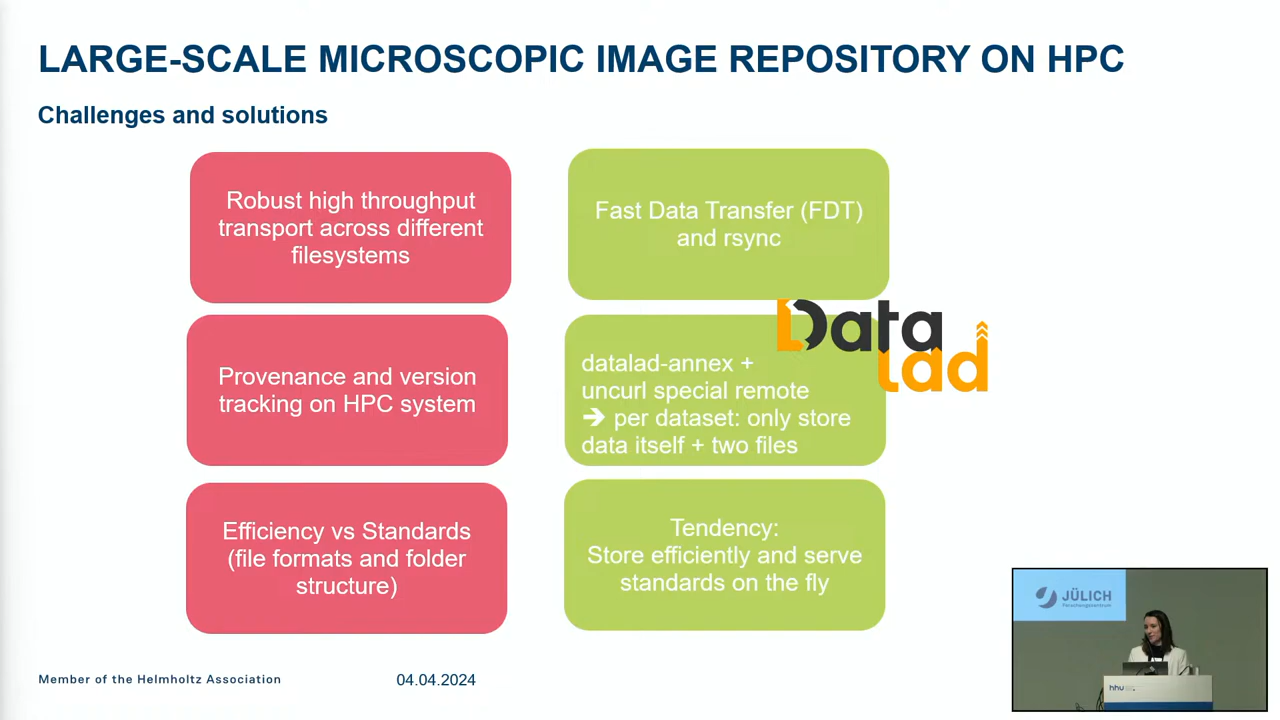 LARGE-SCALE MICROSCOPIC IMAGE REPOSITORY ON HPC
Challenges and solutions
Robust high throughput
transport across different
filesystems
Fast Data Transfer (FDT)
and rsync
Provenance and version
tracking on HPC system
datalad-annex +
uncurl special remote
➔ per dataset: only store
data itself + two files
Data
lad
Efficiency vs Standards
(file formats and folder
structure)
Tendency:
Store efficiently and serve
standards on the fly
Member of the Helmholtz Association
04.04.2024
JÜLICH
Forschungszentrum
hhu